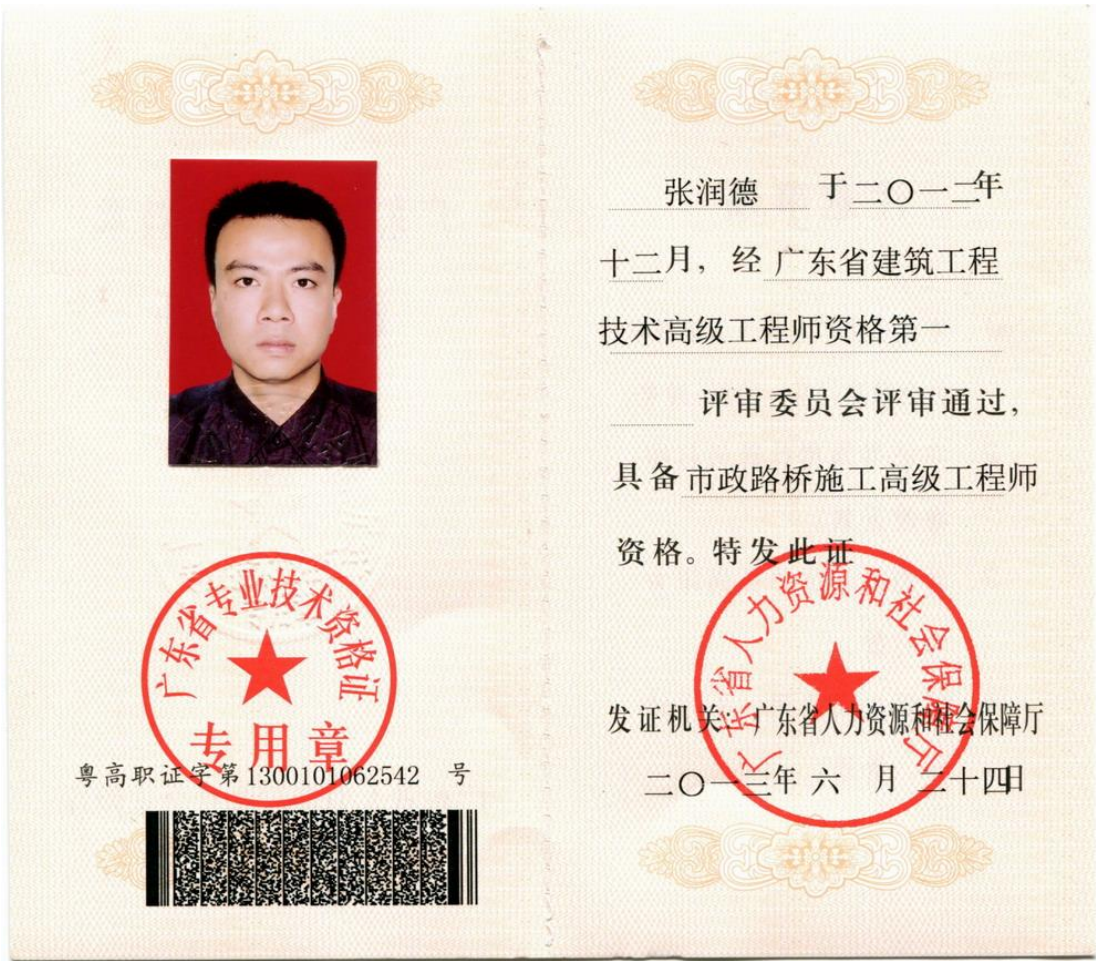 广东省专业技术资格证
专用章
粤高职证字第1300101062542 号
张润德 于二〇一二年
十二月，经广东省建筑工程
技术高级工程师资格第一
评审委员会评审通过，
具备市政路桥施工高级工程师
资格。特发此证
广东省人力资源和社会保障厅
发证机关：广东省人力资源和社会保障厅
二〇一三年 六 月 二十四日